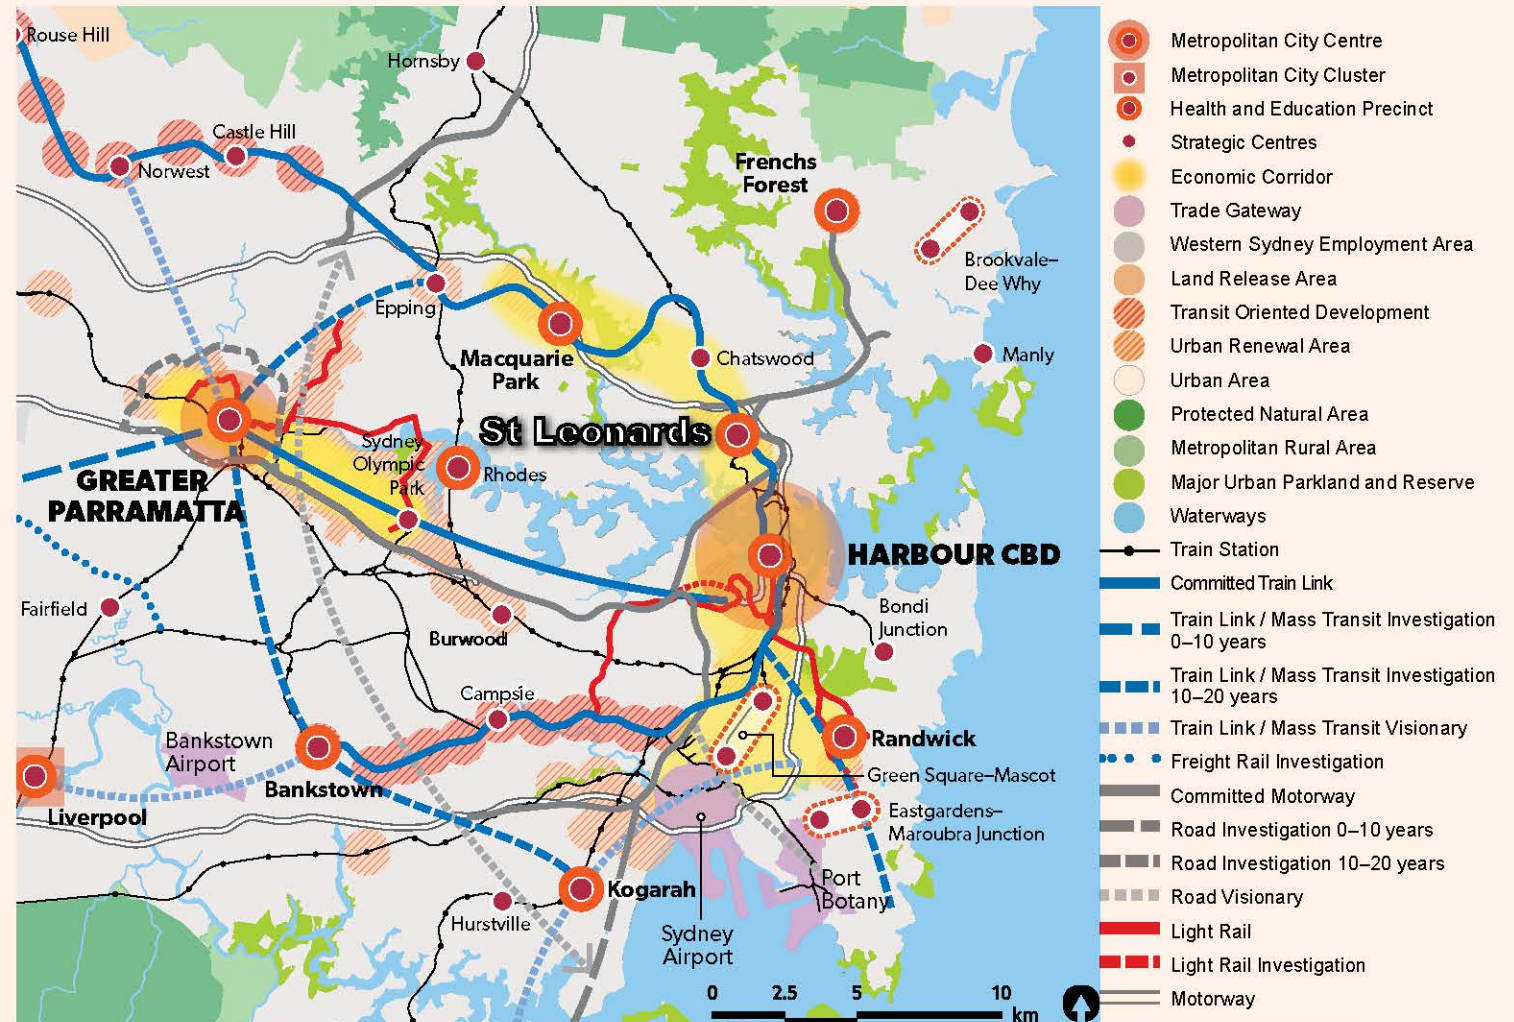 Rouse Hill
Hornsby
Castle Hill
Norwest
Frenchs
Forest
Brookvale–
Dee Why
Epping
Macquarie
Park
Chatswood
Manly
St Leonards
Sydney
Olympic
Park
Rhodes
GREATER
PARRAMATTA
HARBOUR CBD
Fairfield
Burwood
Bondi
Junction
Campsie
Bankstown
Airport
Bankstown
Randwick
Green Square–Mascot
Liverpool
Eastgardens–
Maroubra Junction
Kogarah
Port
Botany
Hurstville
Sydney
Airport
0 2.5 5 10
km
Metropolitan City Centre
Metropolitan City Cluster
Health and Education Precinct
Strategic Centres
Economic Corridor
Trade Gateway
Western Sydney Employment Area
Land Release Area
Transit Oriented Development
Urban Renewal Area
Urban Area
Protected Natural Area
Metropolitan Rural Area
Major Urban Parkland and Reserve
Waterways
Train Station
Committed Train Link
Train Link / Mass Transit Investigation
0–10 years
Train Link / Mass Transit Investigation
10–20 years
Train Link / Mass Transit Visionary
Freight Rail Investigation
Committed Motorway
Road Investigation 0–10 years
Road Investigation 10–20 years
Road Visionary
Light Rail
Light Rail Investigation
Motorway